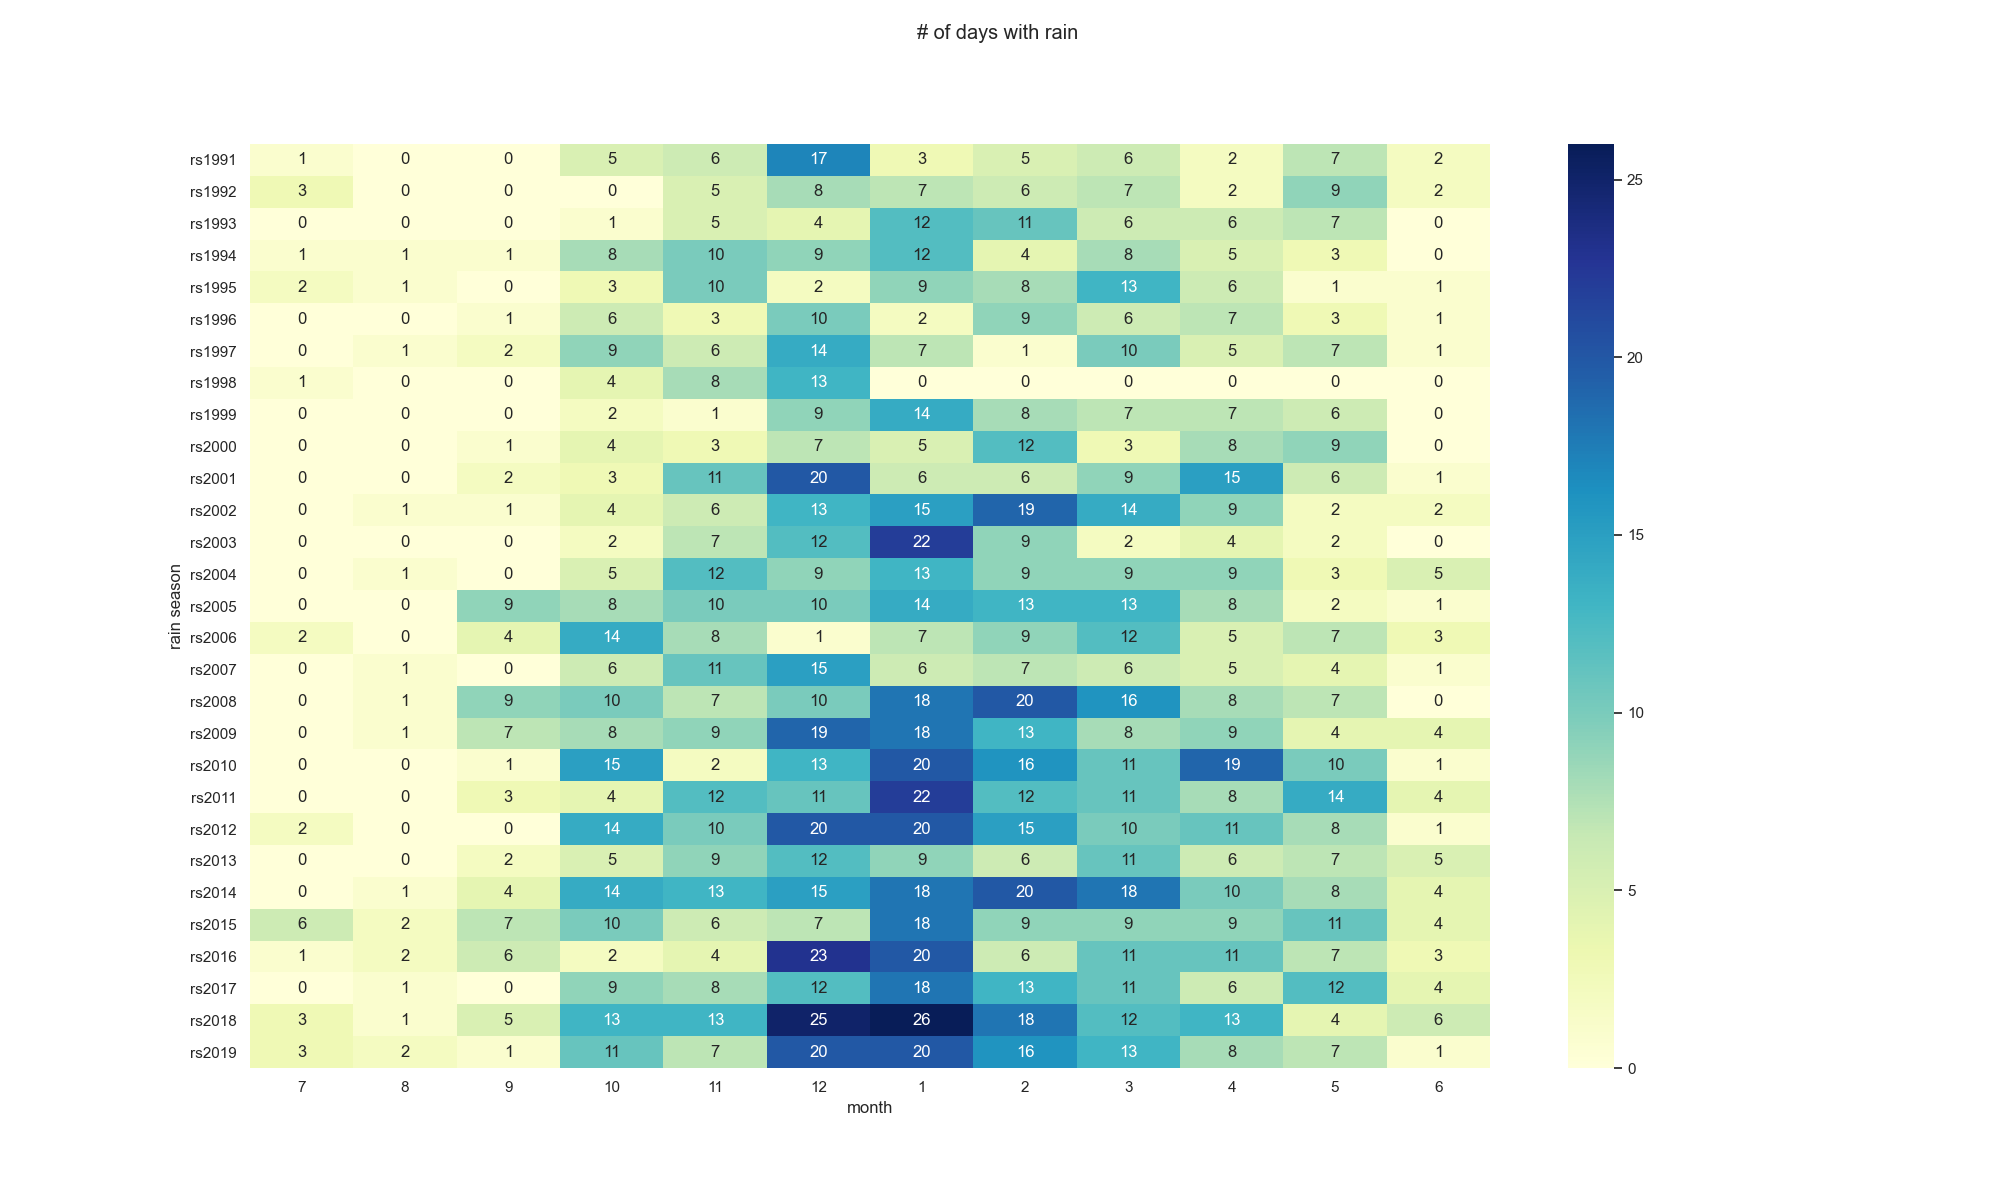 # of days with rain
rs1991 1 0 0 5 6 17 3 5 6 2 7 2
25
rs1992 3 0 0 0 5 8 7 6 7 2 9 2
rs1993 0 0 0 1 5 4 12 11 6 6 7 0
rs1994 1 1 1 8 10 9 12 4 8 5 3 0
rs1995 2 1 0 3 10 2 9 8 13 6 1 1
rs1996 0 0 1 6 3 10 2 9 6 7 3 1
rs1997 0 1 2 9 6 14 7 1 10 5 7 1
20
rs1998 1 0 0 4 8 13 0 0 0 0 0 0
rs1999 0 0 0 2 1 9 14 8 7 7 6 0
rs2000 0 0 1 4 3 7 5 12 3 8 9 0
rs2001 0 0 2 3 11 20 6 6 9 15 6 1
rs2002 0 1 1 4 6 13 15 19 14 9 2 2
15
rs2003 0 0 0 2 7 12 22 9 2 4 2 0
rs2004 0 1 0 5 12 9 13 9 9 9 3 5
rain season
rs2005 0 0 9 8 10 10 14 13 13 8 2 1
rs2006 2 0 4 14 8 1 7 9 12 5 7 3
rs2007 0 1 0 6 11 15 6 7 6 5 4 1
rs2008 0 1 9 10 7 10 18 20 16 8 7 0
10
rs2009 0 1 7 8 9 19 18 13 8 9 4 4
rs2010 0 0 1 15 2 13 20 16 11 19 10 1
rs2011 0 0 3 4 12 11 22 12 11 8 14 4
rs2012 2 0 0 14 10 20 20 15 10 11 8 1
rs2013 0 0 2 5 9 12 9 6 11 6 7 5
rs2014 0 1 4 14 13 15 18 20 18 10 8 4
5
rs2015 6 2 7 10 6 7 18 9 9 9 11 4
rs2016 1 2 6 2 4 23 20 6 11 11 7 3
rs2017 0 1 0 9 8 12 18 13 11 6 12 4
rs2018 3 1 5 13 13 25 26 18 12 13 4 6
rs2019 3 2 1 11 7 20 20 16 13 8 7 1
0
7 8 9 10 11 12 1 2 3 4 5 6
month